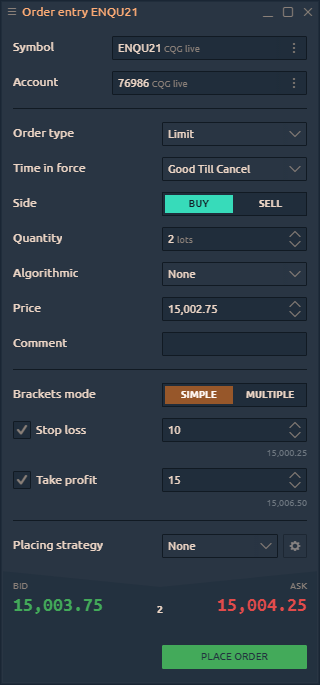 Order entry ENQU21
Symbol ENQU21 CQG live
Account 76986 CQG live
Order type Limit
Time in force Good Till Cancel
Side BUY SELL
Quantity 2 lots
Algorithmic None
Price 15,002.75
Comment
Brackets mode SIMPLE MULTIPLE
Stop loss 10
15,000.25
Take profit 15
15,006.50
Placing strategy None
BID ASK
15,003.75 2 15,004.25
PLACE ORDER